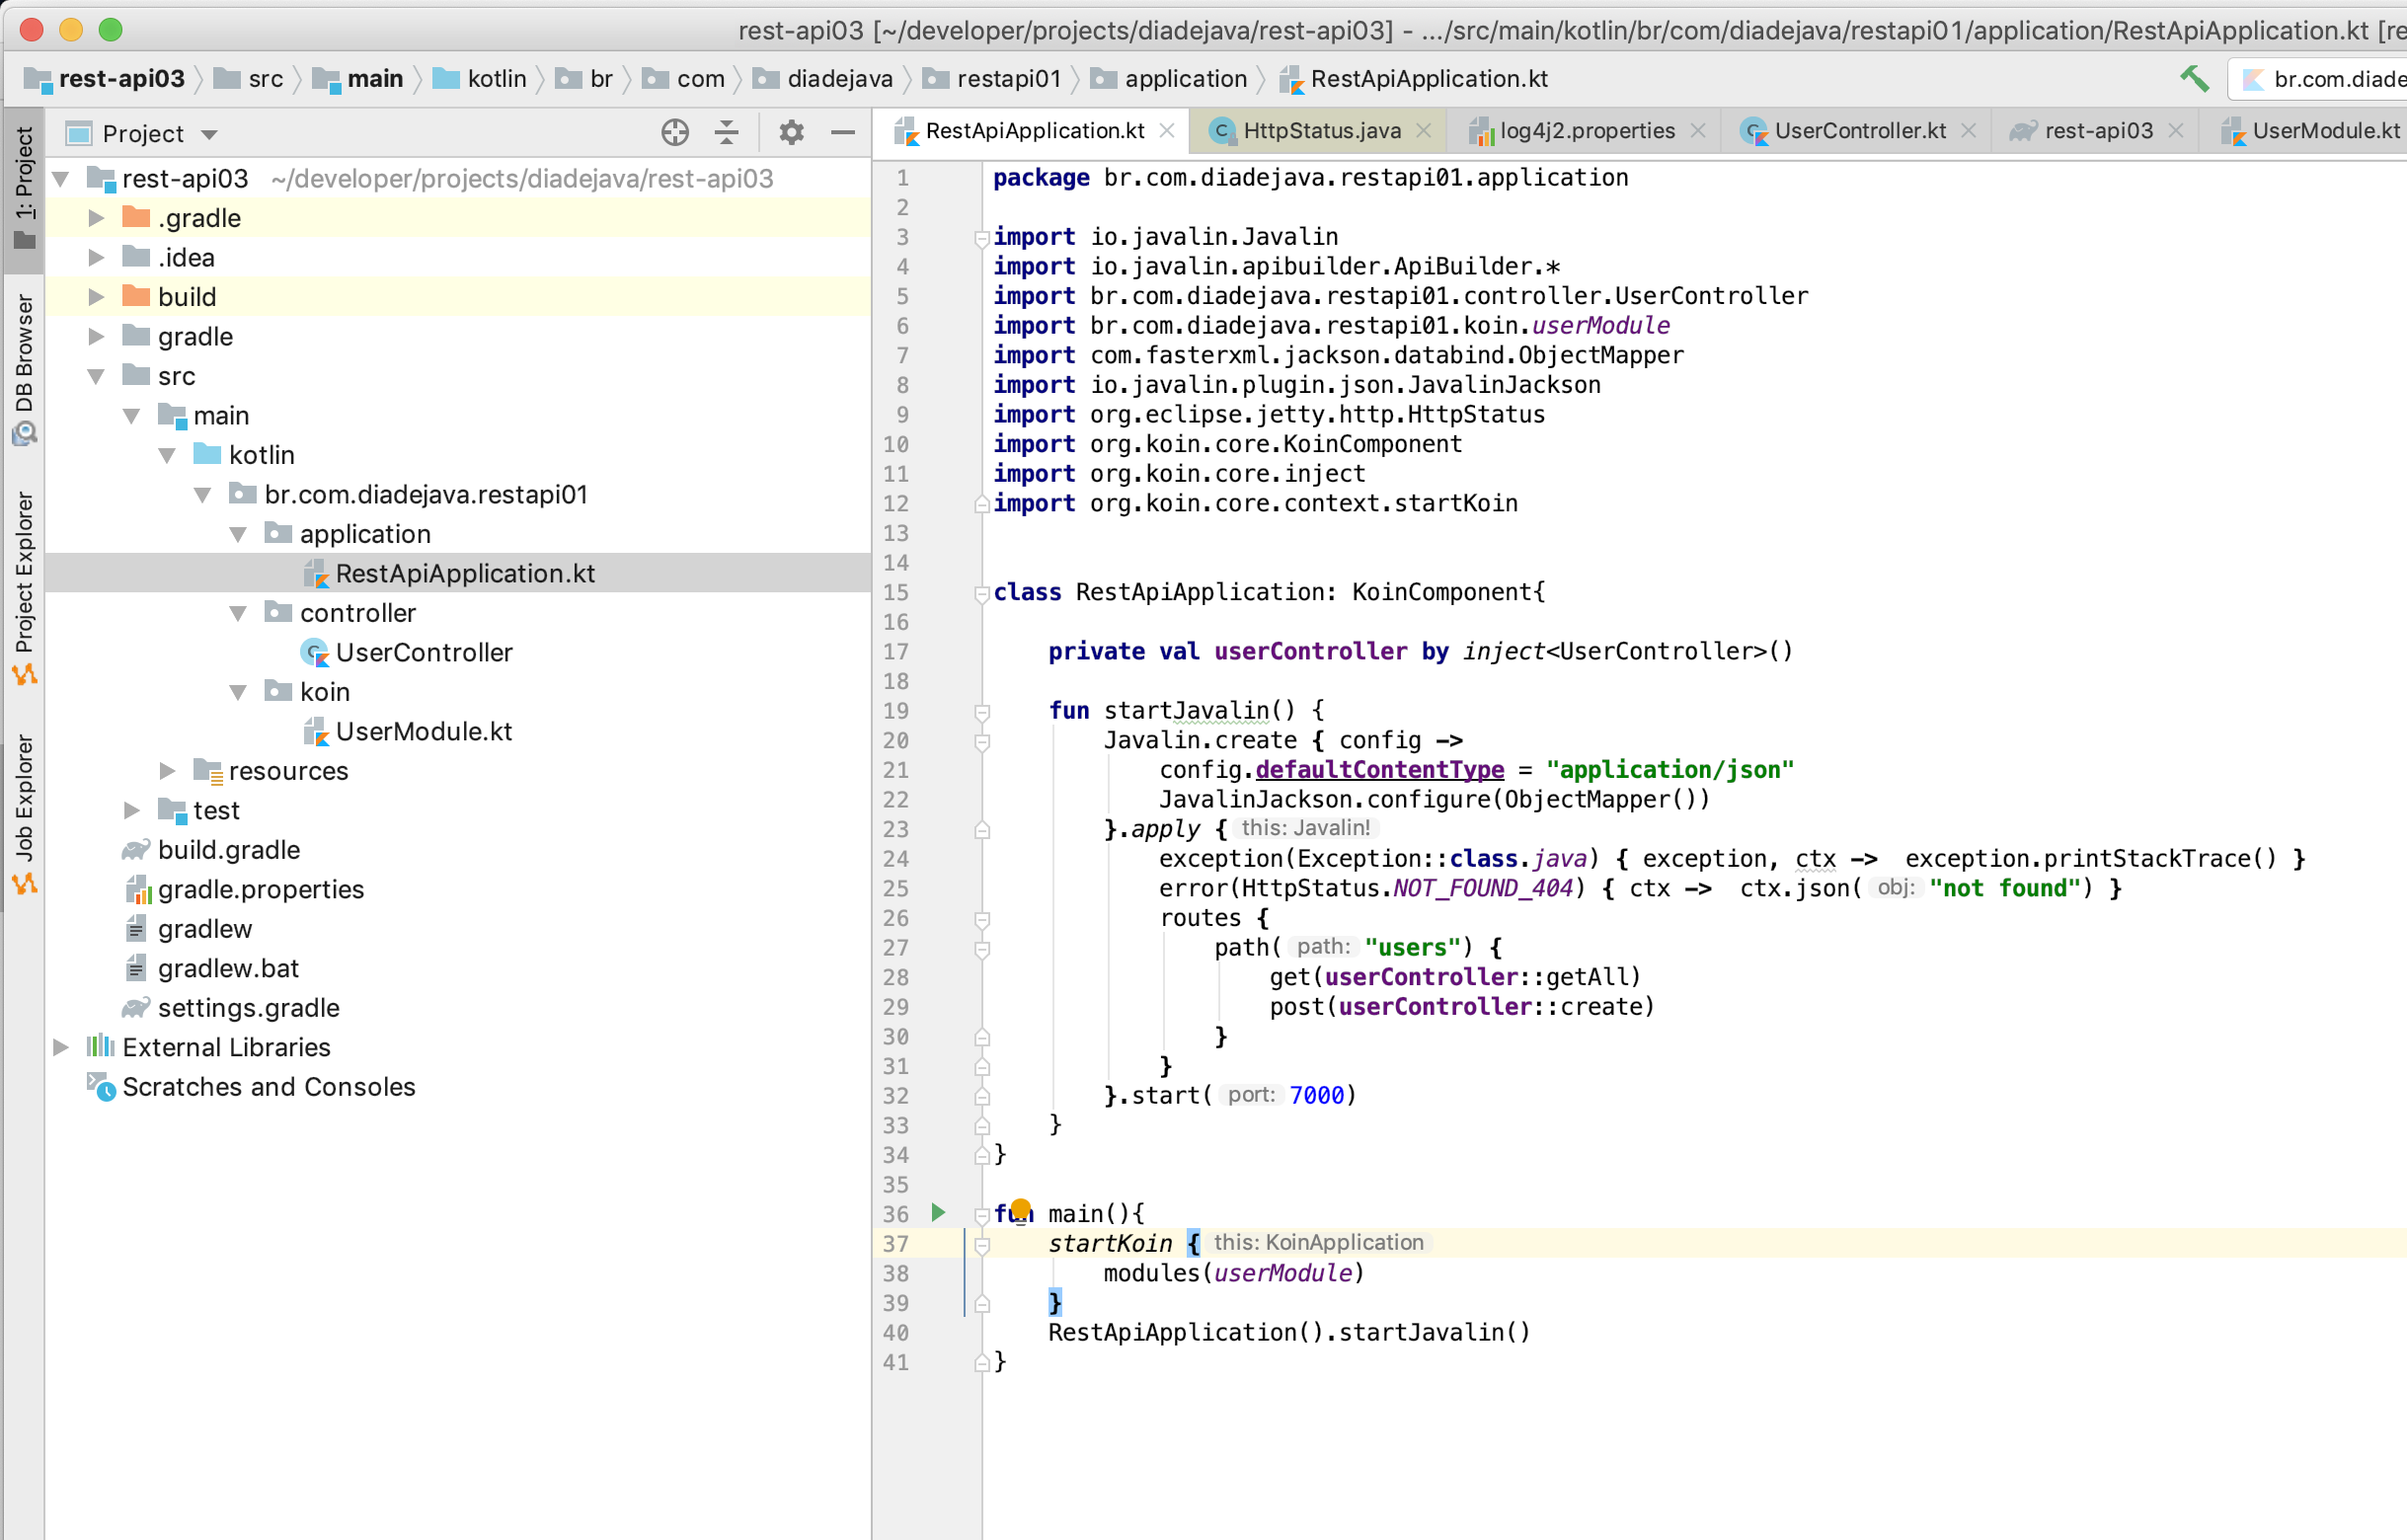 rest-api03 [~/developer/projects/diadejava/rest-api03] - .../src/main/kotlin/br/com/diadejava/restapi01/application/RestApiApplication.kt [re
rest-api03 src main kotlin br com diadejava restapi01 application RestApiApplication.kt br.com.diade
1: Project
DB Browser
Project Explorer
Job Explorer
Project
rest-api03 ~/developer/projects/diadejava/rest-api03
.gradle
.idea
build
gradle
src
main
kotlin
br.com.diadejava.restapi01
application
RestApiApplication.kt
controller
UserController
koin
UserModule.kt
resources
test
build.gradle
gradle.properties
gradlew
gradlew.bat
settings.gradle
External Libraries
Scratches and Consoles
RestApiApplication.kt HttpStatus.java log4j2.properties UserController.kt rest-api03 UserModule.kt
1 package br.com.diadejava.restapi01.application
2
3 import io.javalin.Javalin
4 import io.javalin.apibuilder.ApiBuilder.*
5 import br.com.diadejava.restapi01.controller.UserController
6 import br.com.diadejava.restapi01.koin.userModule
7 import com.fasterxml.jackson.databind.ObjectMapper
8 import io.javalin.plugin.json.JavalinJackson
9 import org.eclipse.jetty.http.HttpStatus
10 import org.koin.core.KoinComponent
11 import org.koin.core.inject
12 import org.koin.core.context.startKoin
13
14
15 class RestApiApplication: KoinComponent{
16
17 private val userController by inject<UserController>()
18
19 fun startJavalin() {
20 Javalin.create { config ->
21 config.defaultContentType = "application/json"
22 JavalinJackson.configure(ObjectMapper())
23 }.apply { this: Javalin!
24 exception(Exception::class.java) { exception, ctx -> exception.printStackTrace() }
25 error(HttpStatus.NOT_FOUND_404) { ctx -> ctx.json( obj: "not found") }
26 routes {
27 path( path: "users") {
28 get(userController::getAll)
29 post(userController::create)
30 }
31 }
32 }.start( port: 7000)
33 }
34 }
35
36 fun main(){
37 startKoin { this: KoinApplication
38 modules(userModule)
39 }
40 RestApiApplication().startJavalin()
41 }